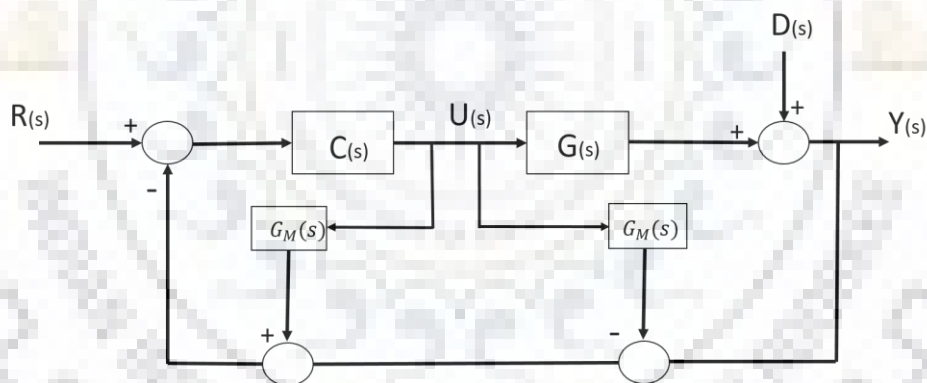 D(s)
+
R(s)
+
C(s)
U(s)
G(s)
+
Y(s)
-
G_M(s)
G_M(s)
+
-